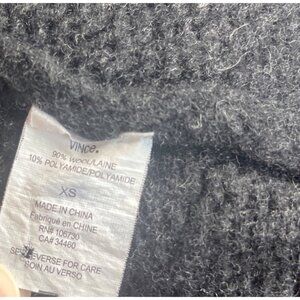 Vince.
90% WOOL/LAINE
10% POLYAMIDE/POLYAMIDE
XS
MADE IN CHINA
Fabriqué en CHINE
RN# 106730
CA# 34460
SEE REVERSE FOR CARE
SOIN AU VERSO